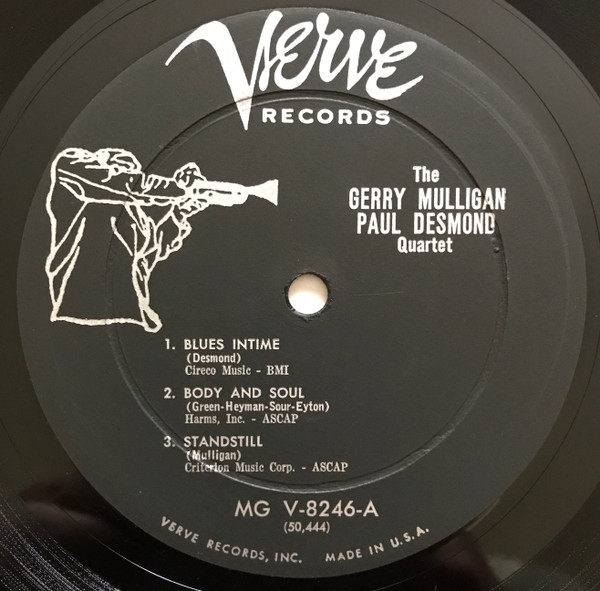 Verve
RECORDS
The
GERRY MULLIGAN
PAUL DESMOND
Quartet
1. BLUES INTIME
(Desmond)
Cireco Music - BMI
2. BODY AND SOUL
(Green-Heyman-Sour-Eyton)
Harms, Inc. - ASCAP
3. STANDSTILL
(Mulligan)
Criterion Music Corp. - ASCAP
MG V-8246-A
(50,444)
VERVE RECORDS, INC. MADE IN U.S.A.